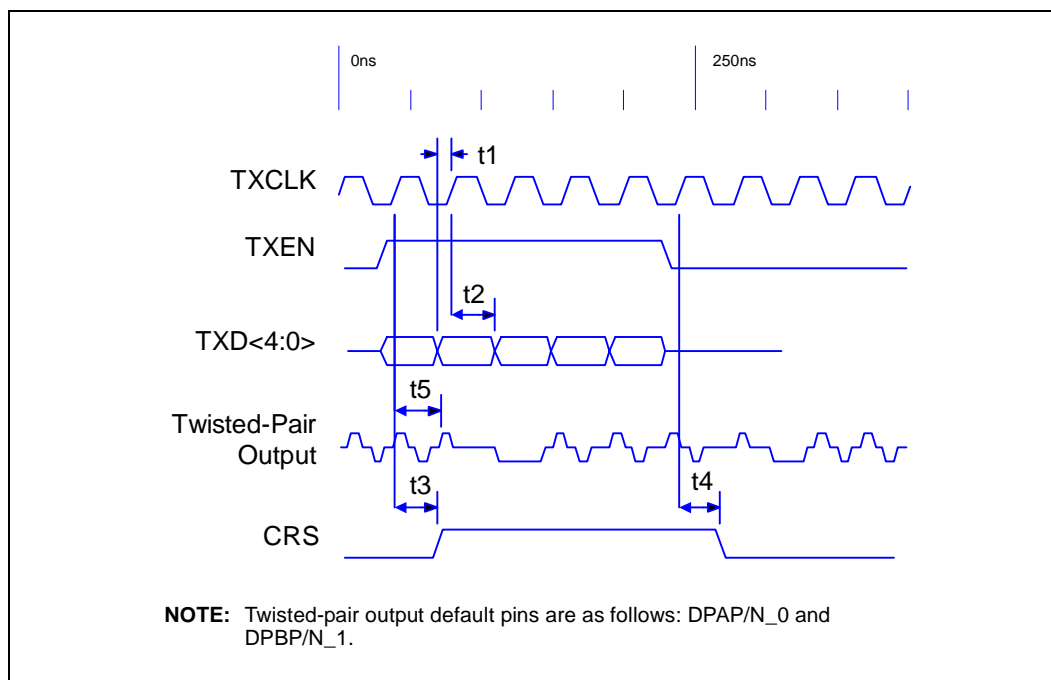 0ns 250ns
t1
TXCLK
TXEN
t2
TXD<4:0>
t5
Twisted-Pair
Output
t4
t3
CRS
NOTE: Twisted-pair output default pins are as follows: DPAP/N_0 and
DPBP/N_1.